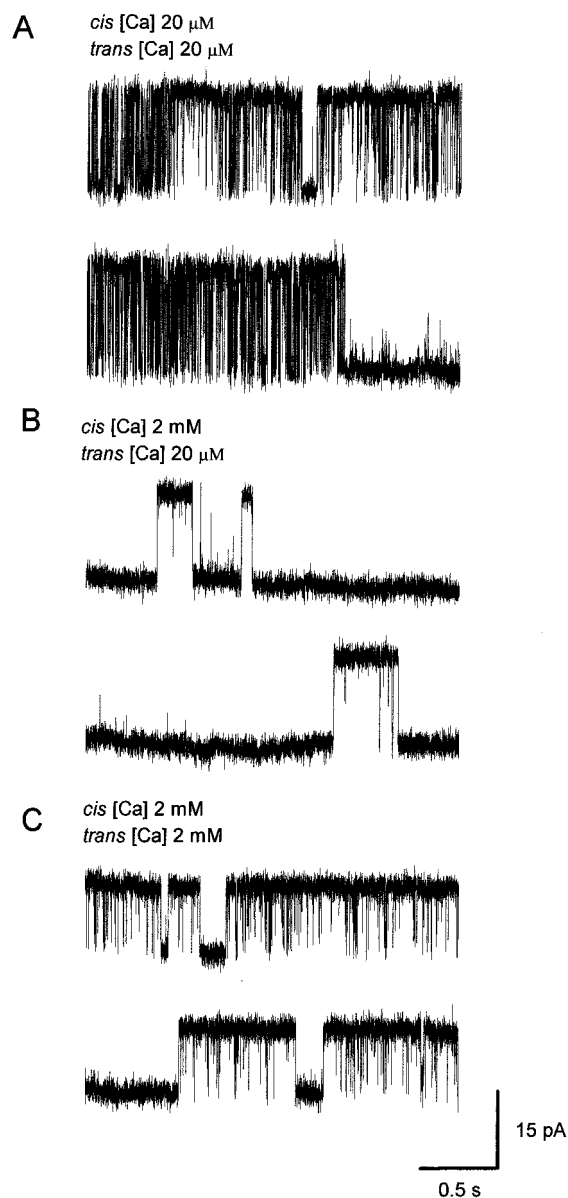 A
cis [Ca] 20 µM
trans [Ca] 20 µM
B
cis [Ca] 2 mM
trans [Ca] 20 µM
C
cis [Ca] 2 mM
trans [Ca] 2 mM
15 pA
0.5 s